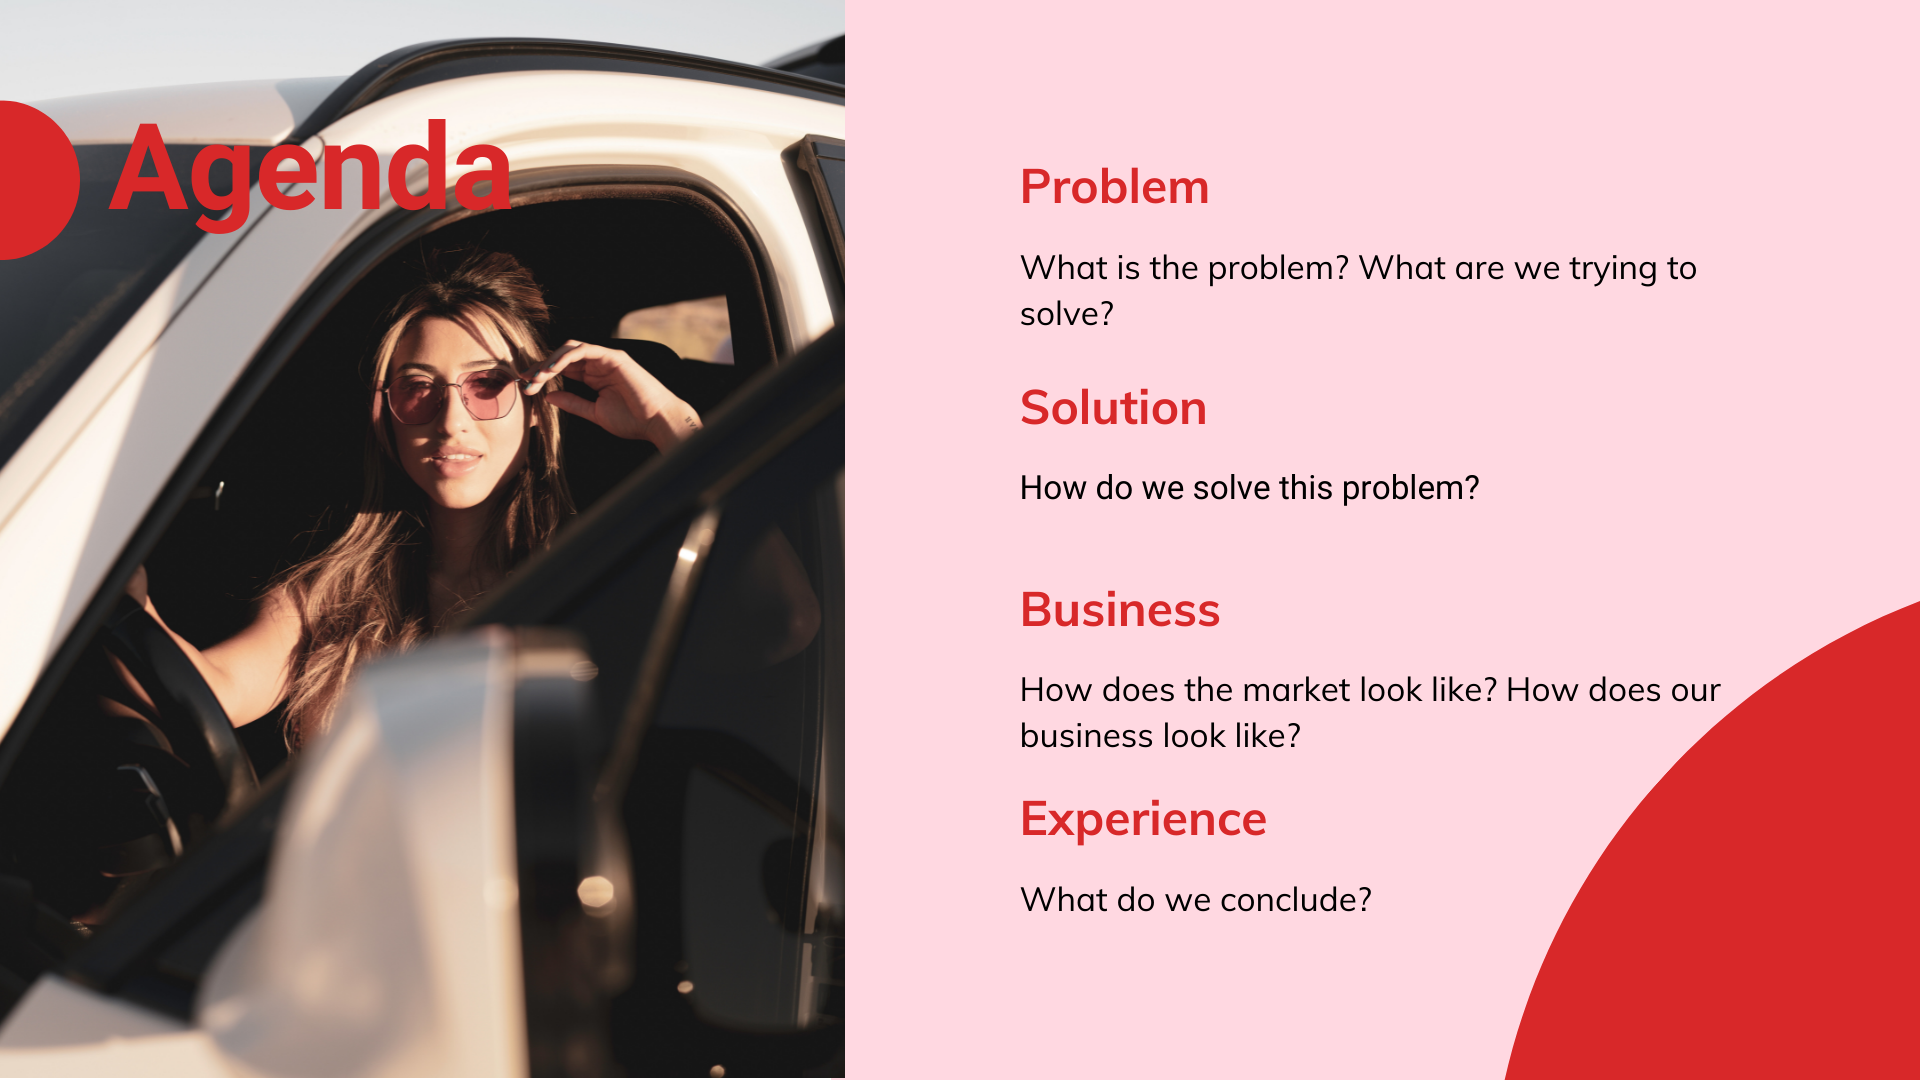 Agenda
Problem
What is the problem? What are we trying to
solve?
Solution
How do we solve this problem?
Business
How does the market look like? How does our
business look like?
Experience
What do we conclude?